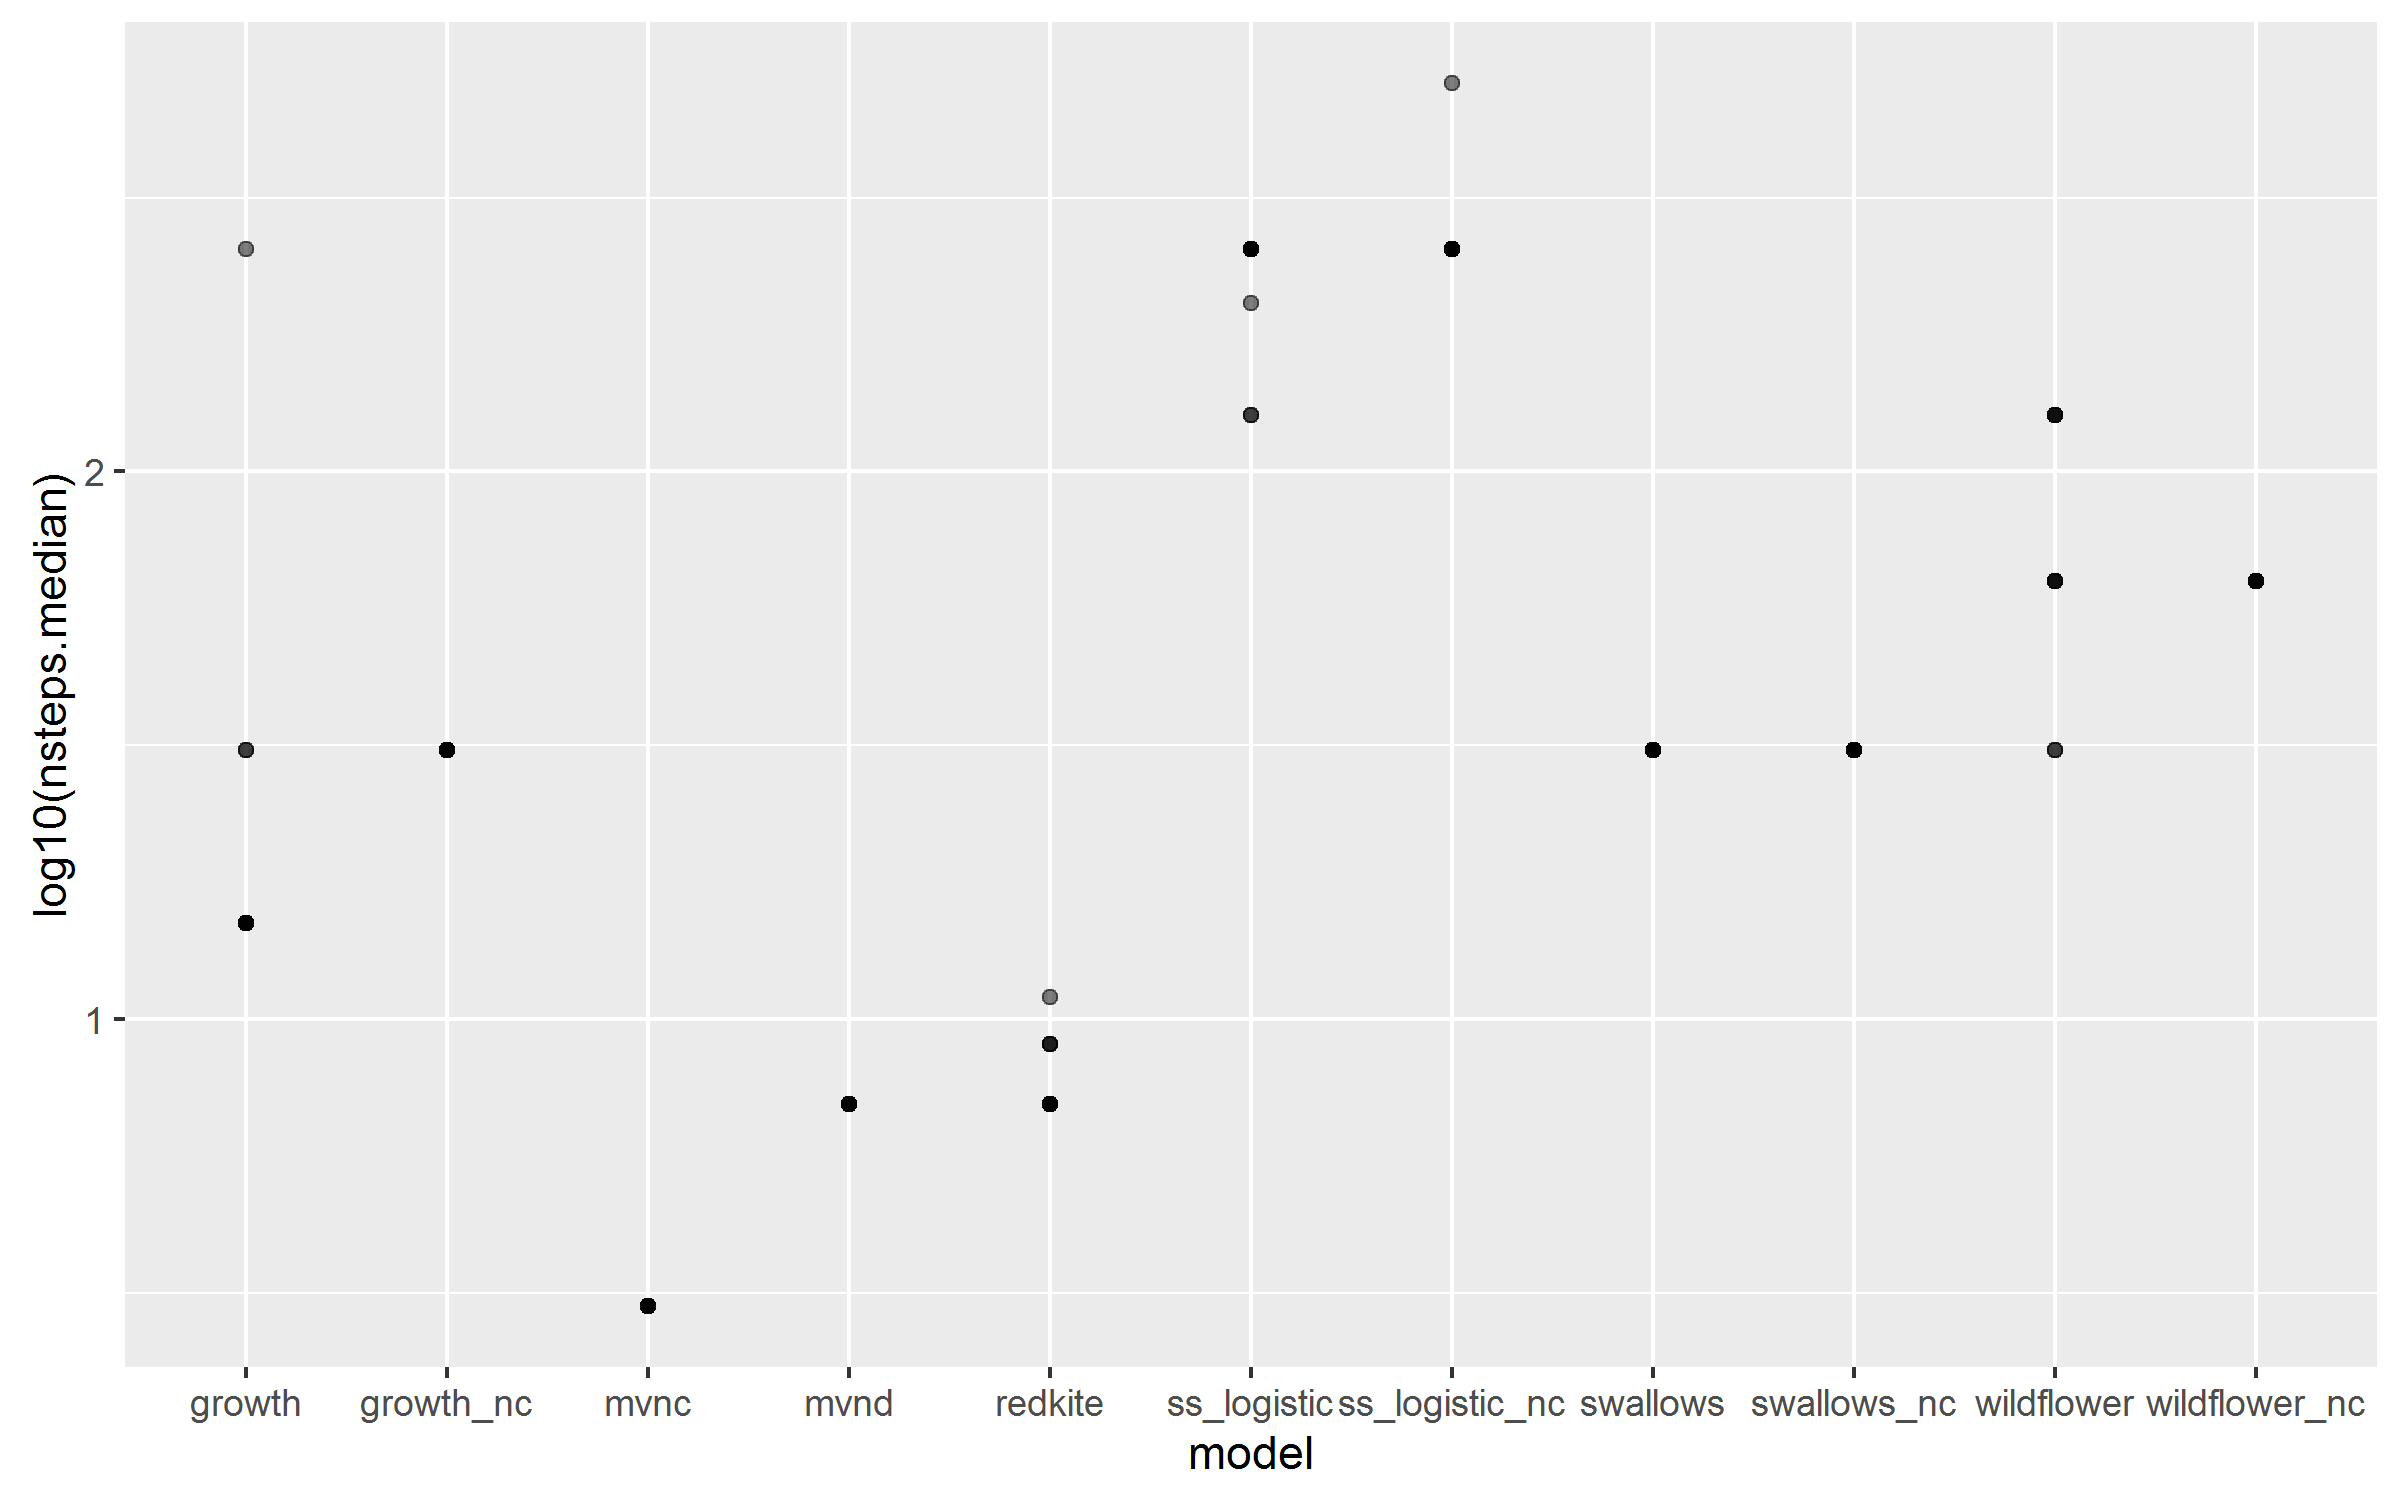 log10(nsteps.median)
2
1
growth growth_nc mvnc mvnd redkite ss_logistic ss_logistic_nc swallows swallows_nc wildflower wildflower_nc
model